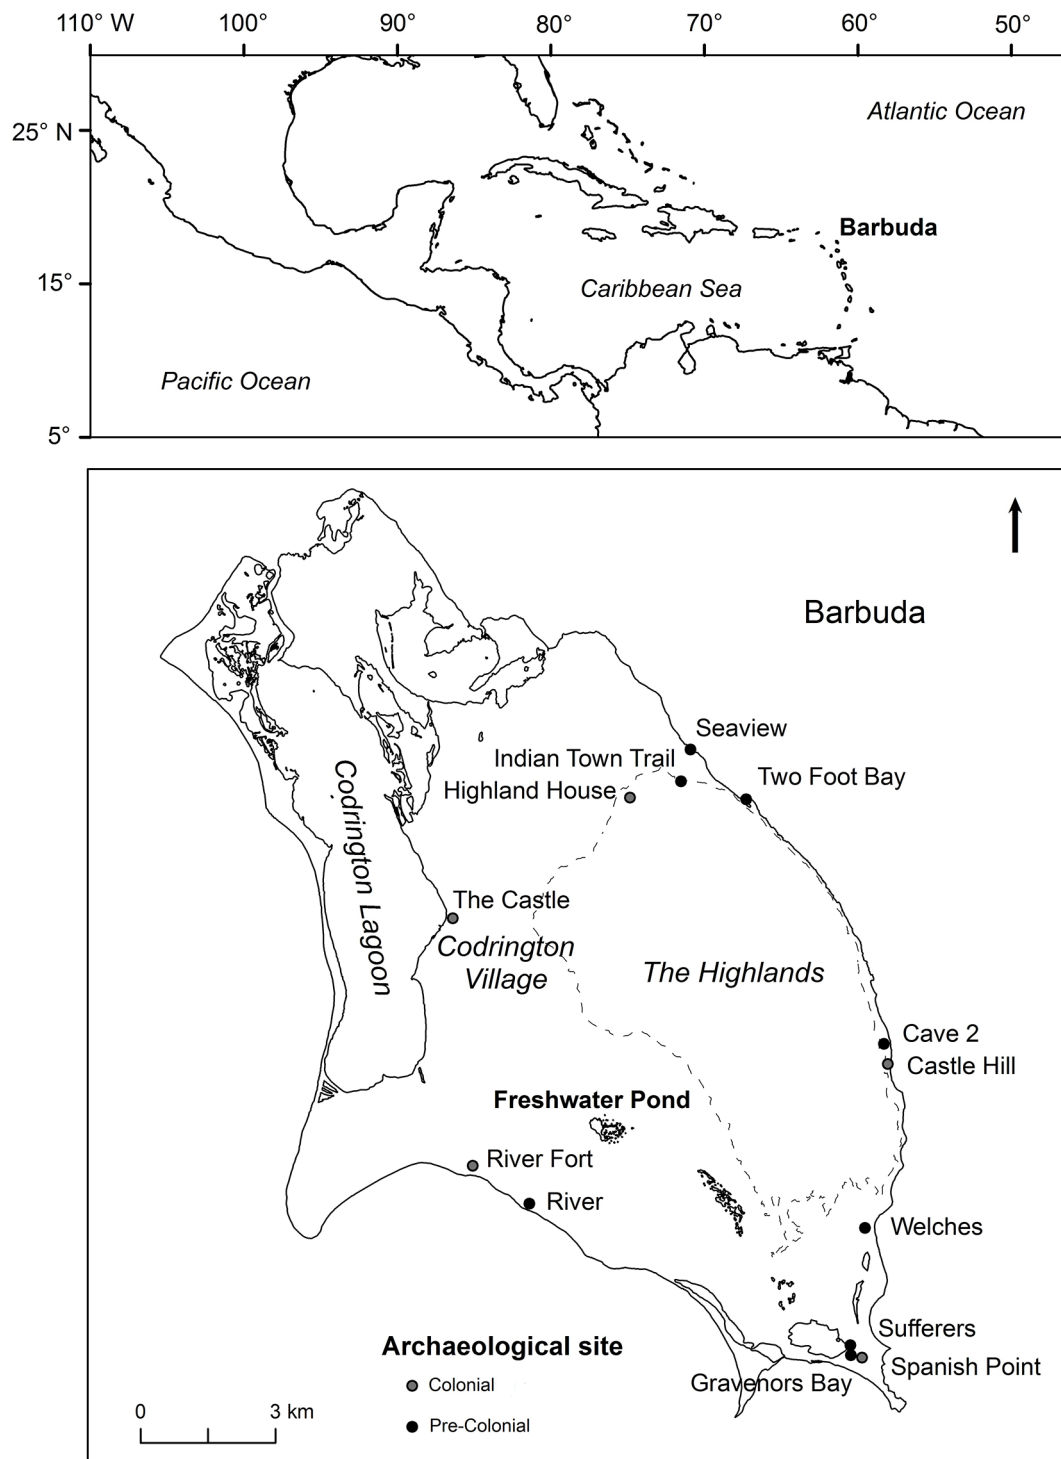 110° W 100° 90° 80° 70° 60° 50°
25° N
Atlantic Ocean
Barbuda
15°
Caribbean Sea
Pacific Ocean
5°
Barbuda
Seaview
Indian Town Trail
Two Foot Bay
Highland House
Codrington Lagoon
The Castle
Codrington
Village
The Highlands
Cave 2
Castle Hill
Freshwater Pond
River Fort
River
Welches
Sufferers
Spanish Point
Gravenors Bay
Archaeological site
Colonial
Pre-Colonial
0 3 km